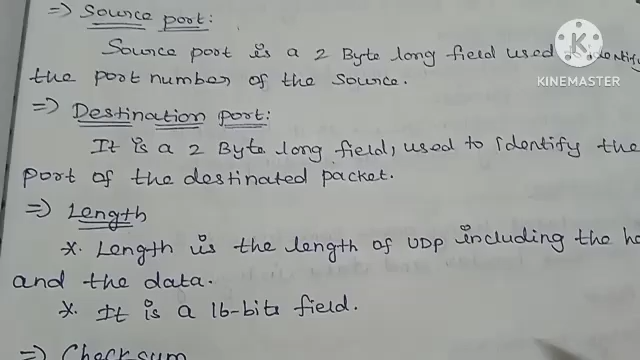 => Source port:
Source port is a 2 Byte long field used to identify
the port number of the source.
KINEMASTER
=> Destination port:
It is a 2 Byte long field, used to identify the
port of the destinated packet.
=> Length
*. Length is the length of UDP including the he
and the data.
*. It is a 16-bits field.
=> Checksum